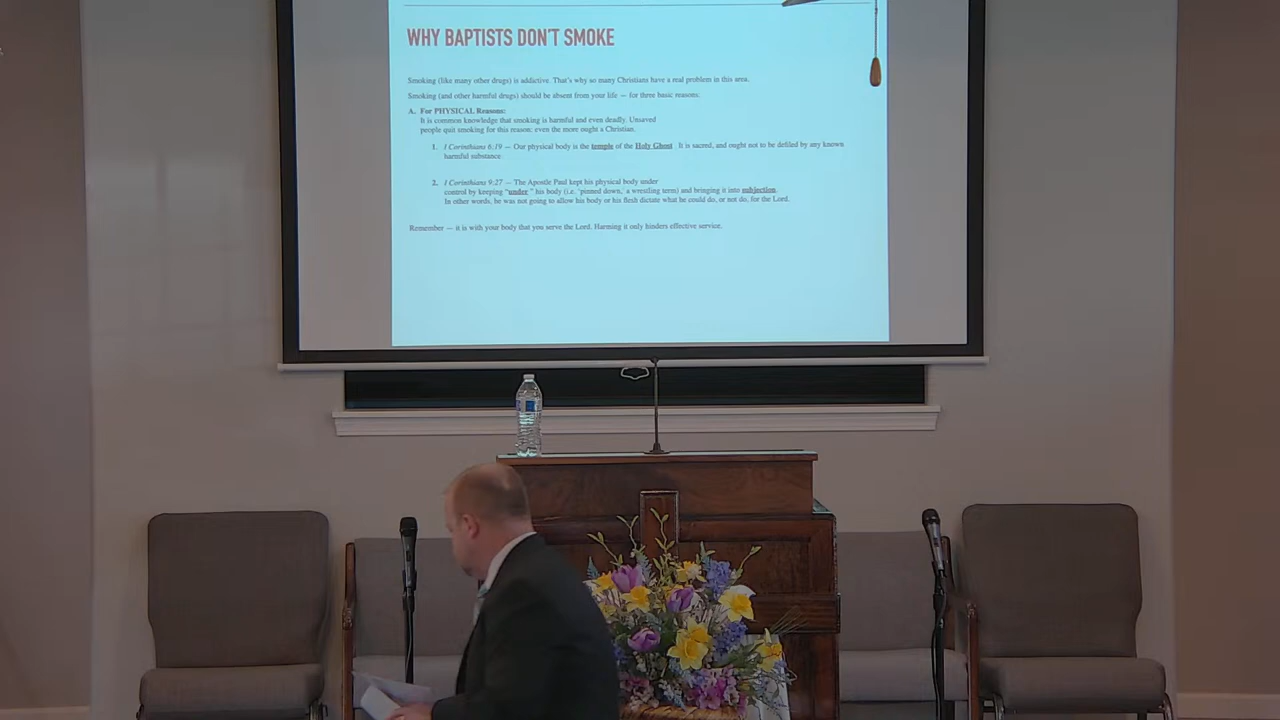 WHY BAPTISTS DON'T SMOKE
Smoking (like many other drugs) is addictive. That's why so many Christians have a real problem in this area.
Smoking (and other harmful drugs) should be absent from your life — for three basic reasons:
A. For PHYSICAL Reasons:
It is common knowledge that smoking is harmful and even deadly. Unsaved
people quit smoking for this reason; even the more ought a Christian.
1. I Corinthians 6:19 — Our physical body is the temple of the Holy Ghost. It is sacred, and ought not to be defiled by any known
harmful substance.
2. I Corinthians 9:27 — The Apostle Paul kept his physical body under
control by keeping "under" his body (i.e. 'pinned down,' a wrestling term) and bringing it into subjection.
In other words, he was not going to allow his body or his flesh dictate what he could do, or not do, for the Lord.
Remember — it is with your body that you serve the Lord. Harming it only hinders effective service.